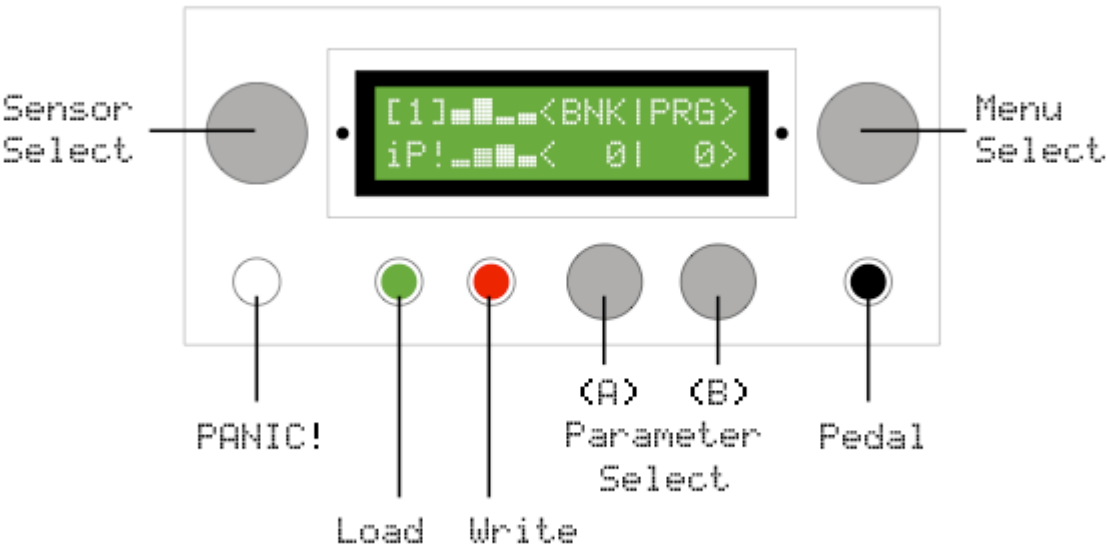 Sensor
Select
[1]<BNK|PRG>
iP!< 0| 0>
Menu
Select
PANIC!
(A) (B)
Parameter
Select
Pedal
Load Write